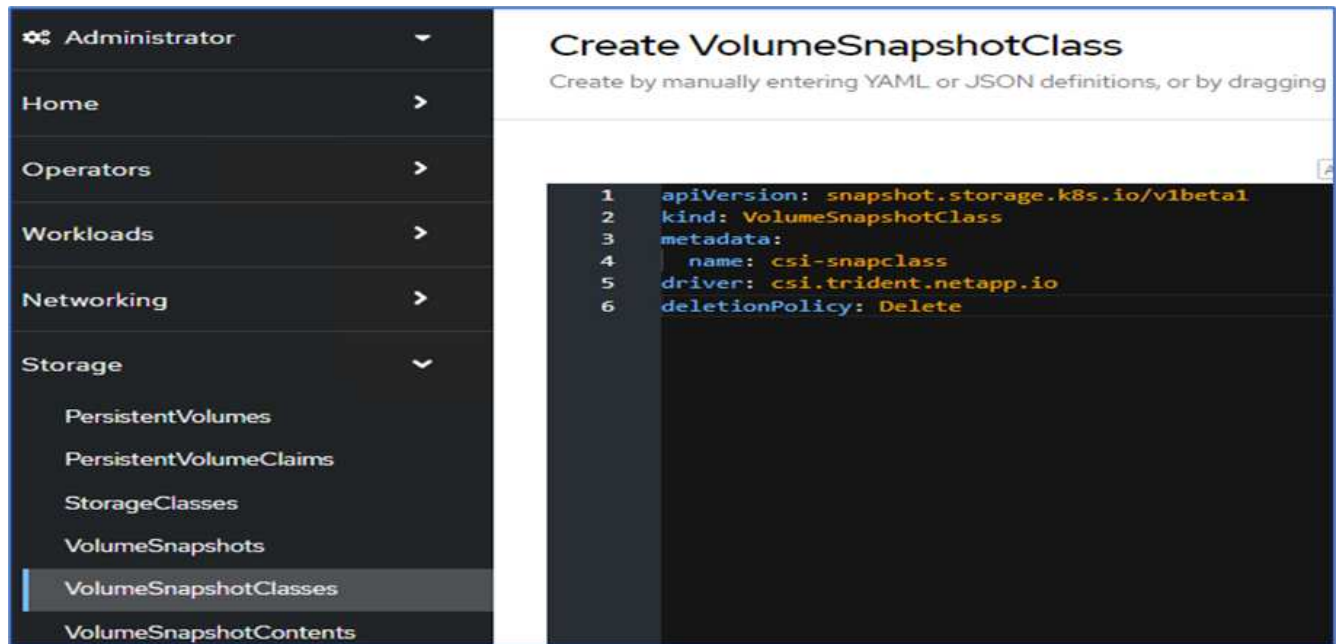 Administrator
Home
Operators
Workloads
Networking
Storage
PersistentVolumes
PersistentVolumeClaims
StorageClasses
VolumeSnapshots
VolumeSnapshotClasses
VolumeSnapshotContents
Create VolumeSnapshotClass
Create by manually entering YAML or JSON definitions, or by dragging
1 apiVersion: snapshot.storage.k8s.io/v1beta1
2 kind: VolumeSnapshotClass
3 metadata:
4 name: csi-snapclass
5 driver: csi.trident.netapp.io
6 deletionPolicy: Delete